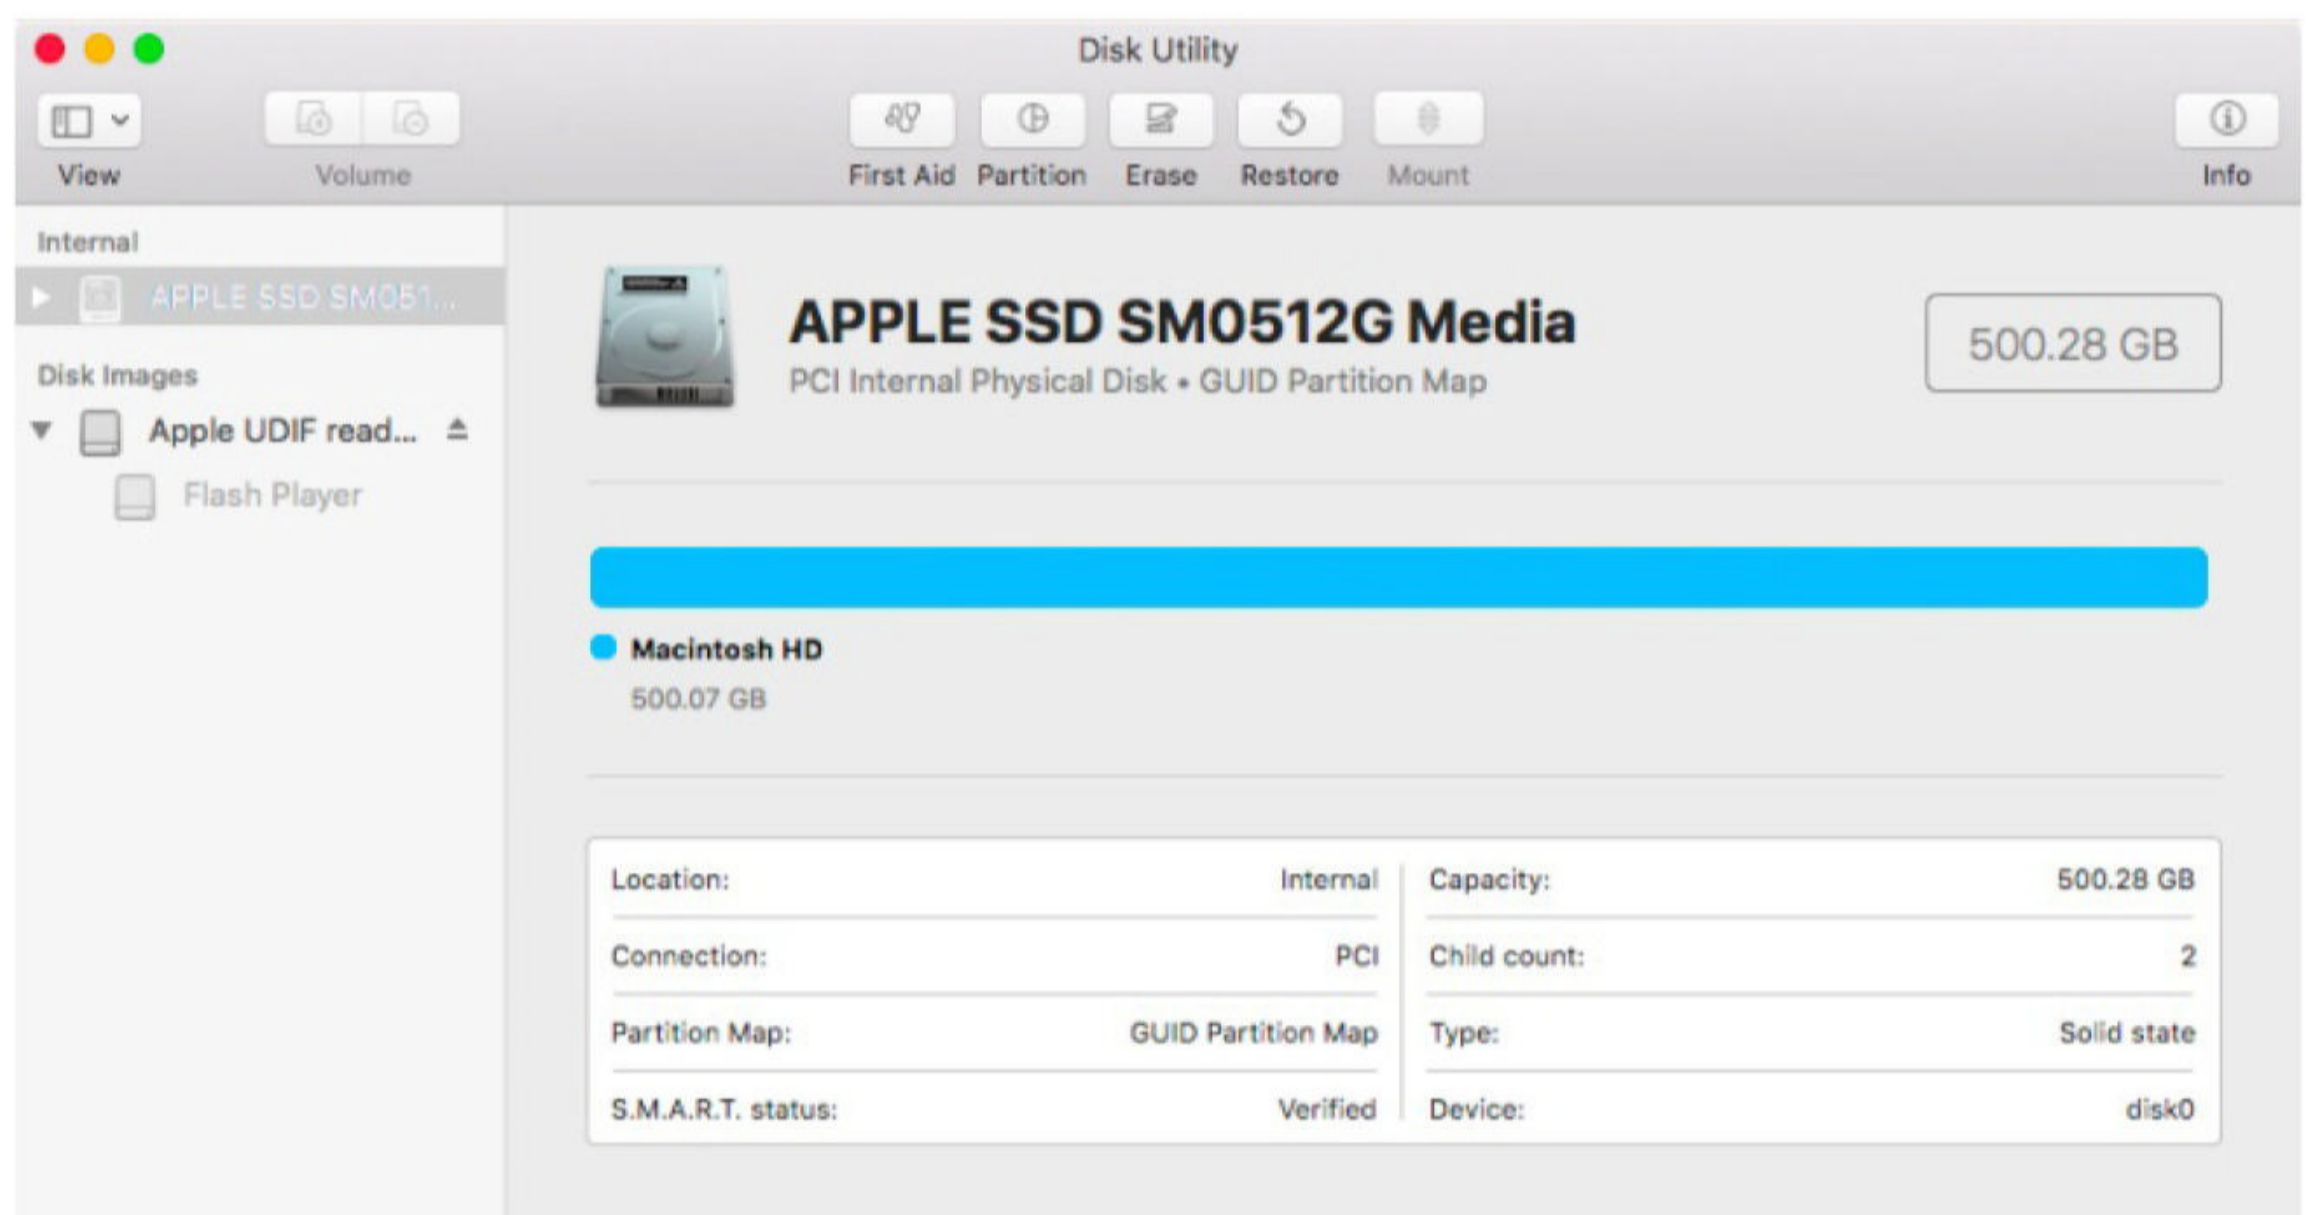 Disk Utility
View
Volume
First Aid
Partition
Erase
Restore
Mount
Info
Internal
APPLE SSD SM051...
Disk Images
Apple UDIF read...
Flash Player
APPLE SSD SM0512G Media
PCI Internal Physical Disk • GUID Partition Map
500.28 GB
Macintosh HD
500.07 GB
Location: Internal
Connection: PCI
Partition Map: GUID Partition Map
S.M.A.R.T. status: Verified
Capacity: 500.28 GB
Child count: 2
Type: Solid state
Device: disk0